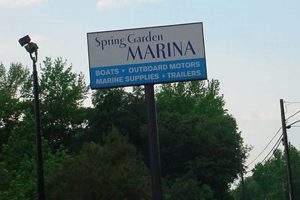 Spring Garden
MARINA
BOATS • OUTBOARD MOTORS
MARINE SUPPLIES • TRAILERS